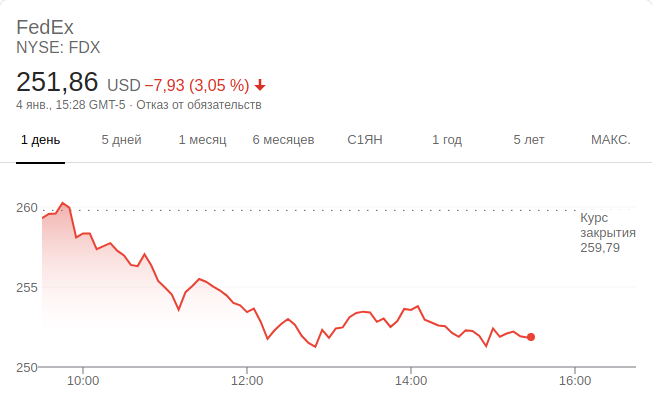 FedEx
NYSE: FDX
251,86 USD −7,93 (3,05 %)
4 янв., 15:28 GMT-5 · Отказ от обязательств
1 день 5 дней 1 месяц 6 месяцев С1ЯН 1 год 5 лет МАКС.
260
Курс
закрытия
259,79
255
250
10:00 12:00 14:00 16:00